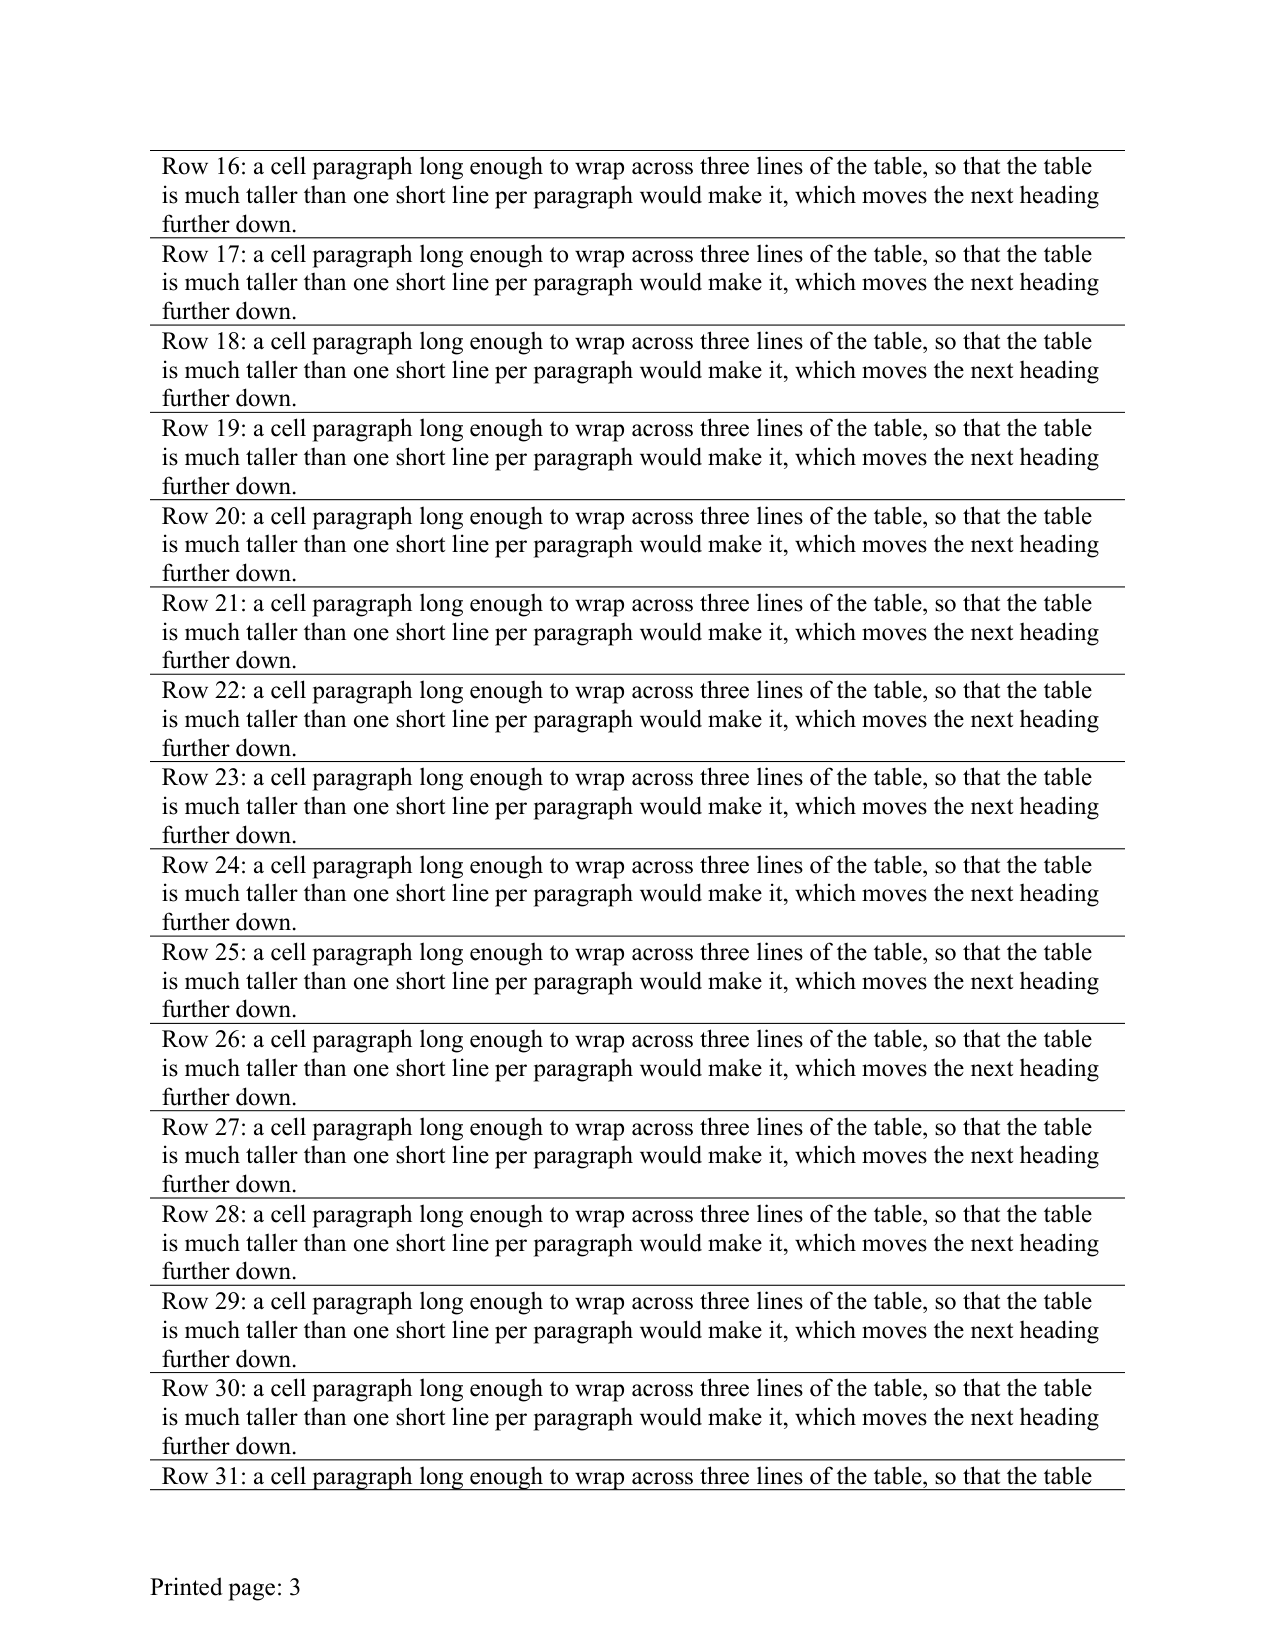 Row 16: a cell paragraph long enough to wrap across three lines of the table, so that the table
is much taller than one short line per paragraph would make it, which moves the next heading
further down.
Row 17: a cell paragraph long enough to wrap across three lines of the table, so that the table
is much taller than one short line per paragraph would make it, which moves the next heading
further down.
Row 18: a cell paragraph long enough to wrap across three lines of the table, so that the table
is much taller than one short line per paragraph would make it, which moves the next heading
further down.
Row 19: a cell paragraph long enough to wrap across three lines of the table, so that the table
is much taller than one short line per paragraph would make it, which moves the next heading
further down.
Row 20: a cell paragraph long enough to wrap across three lines of the table, so that the table
is much taller than one short line per paragraph would make it, which moves the next heading
further down.
Row 21: a cell paragraph long enough to wrap across three lines of the table, so that the table
is much taller than one short line per paragraph would make it, which moves the next heading
further down.
Row 22: a cell paragraph long enough to wrap across three lines of the table, so that the table
is much taller than one short line per paragraph would make it, which moves the next heading
further down.
Row 23: a cell paragraph long enough to wrap across three lines of the table, so that the table
is much taller than one short line per paragraph would make it, which moves the next heading
further down.
Row 24: a cell paragraph long enough to wrap across three lines of the table, so that the table
is much taller than one short line per paragraph would make it, which moves the next heading
further down.
Row 25: a cell paragraph long enough to wrap across three lines of the table, so that the table
is much taller than one short line per paragraph would make it, which moves the next heading
further down.
Row 26: a cell paragraph long enough to wrap across three lines of the table, so that the table
is much taller than one short line per paragraph would make it, which moves the next heading
further down.
Row 27: a cell paragraph long enough to wrap across three lines of the table, so that the table
is much taller than one short line per paragraph would make it, which moves the next heading
further down.
Row 28: a cell paragraph long enough to wrap across three lines of the table, so that the table
is much taller than one short line per paragraph would make it, which moves the next heading
further down.
Row 29: a cell paragraph long enough to wrap across three lines of the table, so that the table
is much taller than one short line per paragraph would make it, which moves the next heading
further down.
Row 30: a cell paragraph long enough to wrap across three lines of the table, so that the table
is much taller than one short line per paragraph would make it, which moves the next heading
further down.
Row 31: a cell paragraph long enough to wrap across three lines of the table, so that the table
Printed page: 3